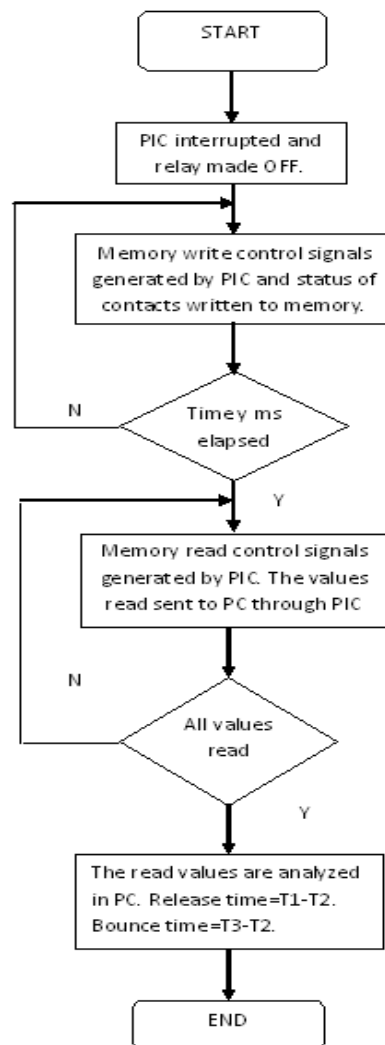 START
PIC interrupted and
relay made OFF.
Memory write control signals
generated by PIC and status of
contacts written to memory.
N
Timey ms
elapsed
Y
Memory read control signals
generated by PIC. The values
read sent to PC through PIC
N
All values
read
Y
The read values are analyzed
in PC. Release time=T1-T2.
Bounce time=T3-T2.
END